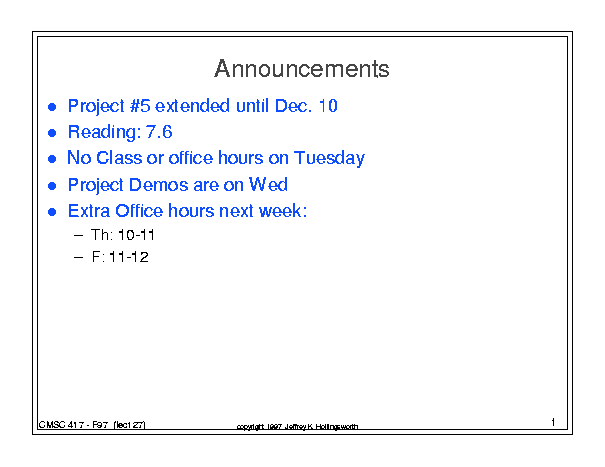 Announcements
● Project #5 extended until Dec. 10
● Reading: 7.6
● No Class or office hours on Tuesday
● Project Demos are on Wed
● Extra Office hours next week:
– Th: 10-11
– F: 11-12
CMSC 417 - F97 (lect 27)
copyright 1997 Jeffrey K. Hollingsworth
1